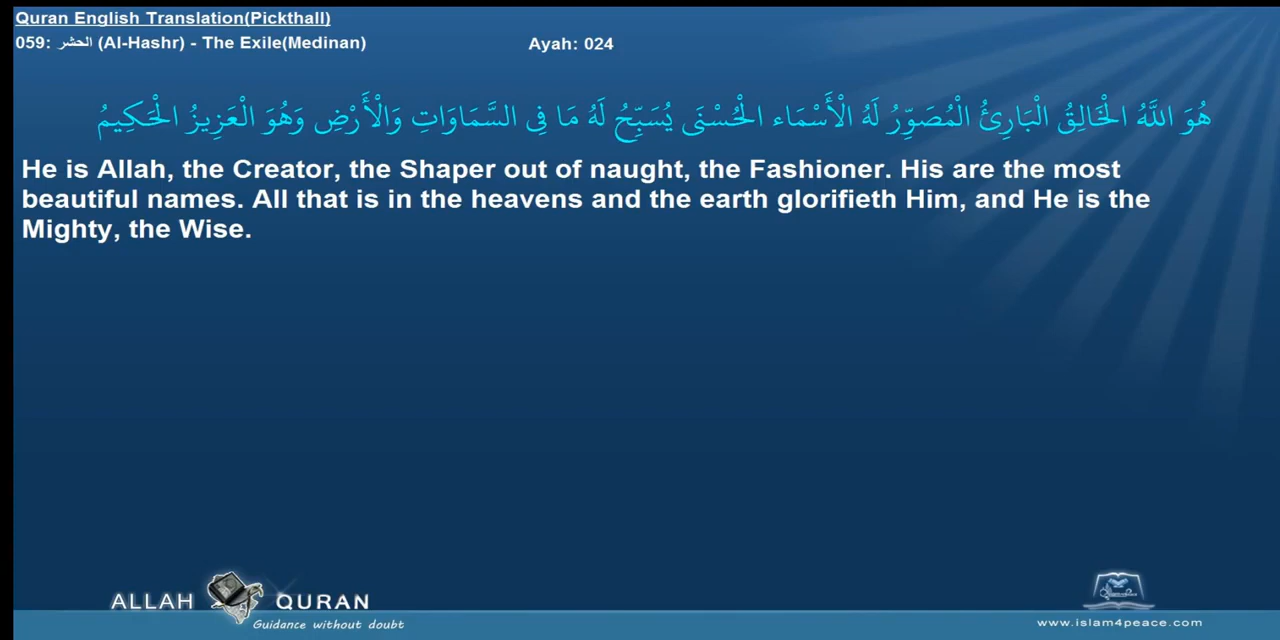 Quran English Translation(Pickthall)
059: الحشر (Al-Hashr) - The Exile(Medinan)
Ayah: 024
هُوَ اللَّهُ الْخَالِقُ الْبَارِئُ الْمُصَوِّرُ لَهُ الْأَسْمَاء الْحُسْنَى يُسَبِّحُ لَهُ مَا فِي السَّمَاوَاتِ وَالْأَرْضِ وَهُوَ الْعَزِيزُ الْحَكِيمُ
He is Allah, the Creator, the Shaper out of naught, the Fashioner. His are the most
beautiful names. All that is in the heavens and the earth glorifieth Him, and He is the
Mighty, the Wise.
ALLAH QURAN
Guidance without doubt
www.islam4peace.com